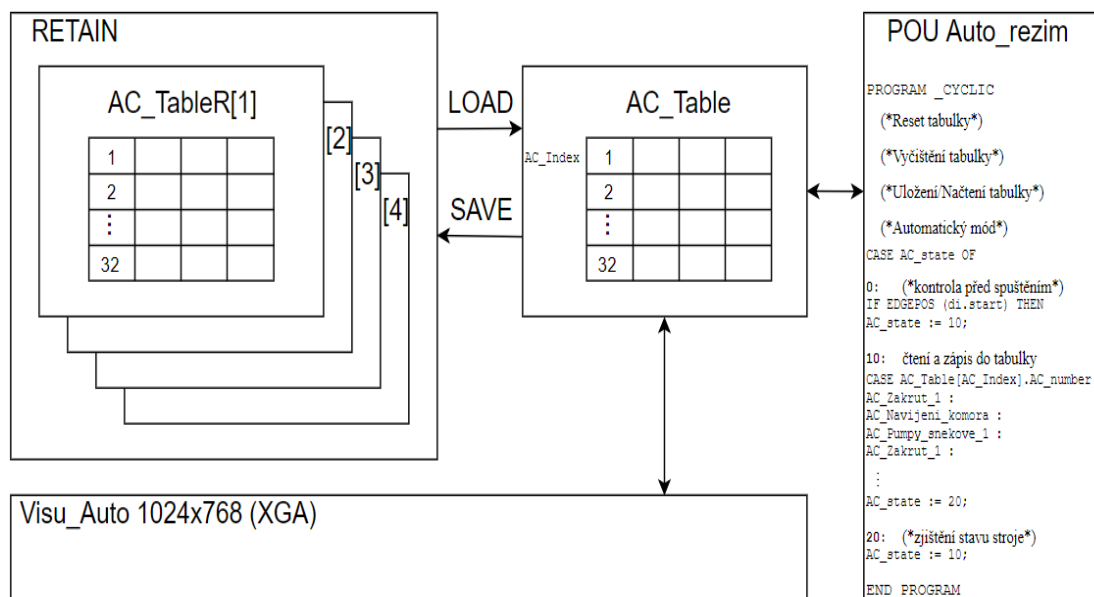 RETAIN
AC_TableR[1]
1
2
⋮
32
[2]
[3]
[4]
LOAD
SAVE
AC_Table
AC_Index
1
2
⋮
32
POU Auto_rezim
PROGRAM _CYCLIC
(*Reset tabulky*)
(*Vyčištění tabulky*)
(*Uložení/Načtení tabulky*)
(*Automatický mód*)
CASE AC_state OF
0: (*kontrola před spuštěním*)
IF EDGEPOS (di.start) THEN
AC_state := 10;
10: čtení a zápis do tabulky
CASE AC_Table[AC_Index].AC_number
AC_Zakrut_1 :
AC_Navijeni_komora :
AC_Pumpy_snekove_1 :
AC_Zakrut_1 :
⋮
AC_state := 20;
20: (*zjištění stavu stroje*)
AC_state := 10;
END PROGRAM
Visu_Auto 1024x768 (XGA)